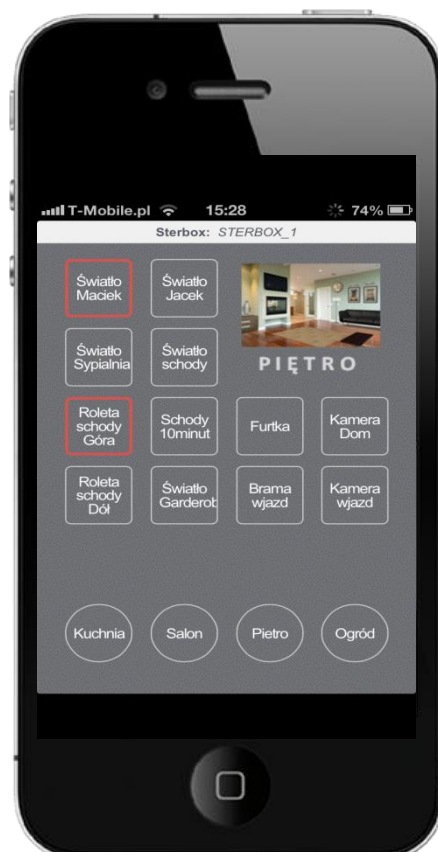 T-Mobile.pl 15:28 74%
Sterbox: STERBOX_1
Światło
Maciek
Światło
Jacek
Światło
Sypialnia
Światło
schody
PIĘTRO
Roleta
schody
Góra
Schody
10minut
Furtka
Kamera
Dom
Roleta
schody
Dół
Światło
Garderob
Brama
wjazd
Kamera
wjazd
Kuchnia
Salon
Pietro
Ogród